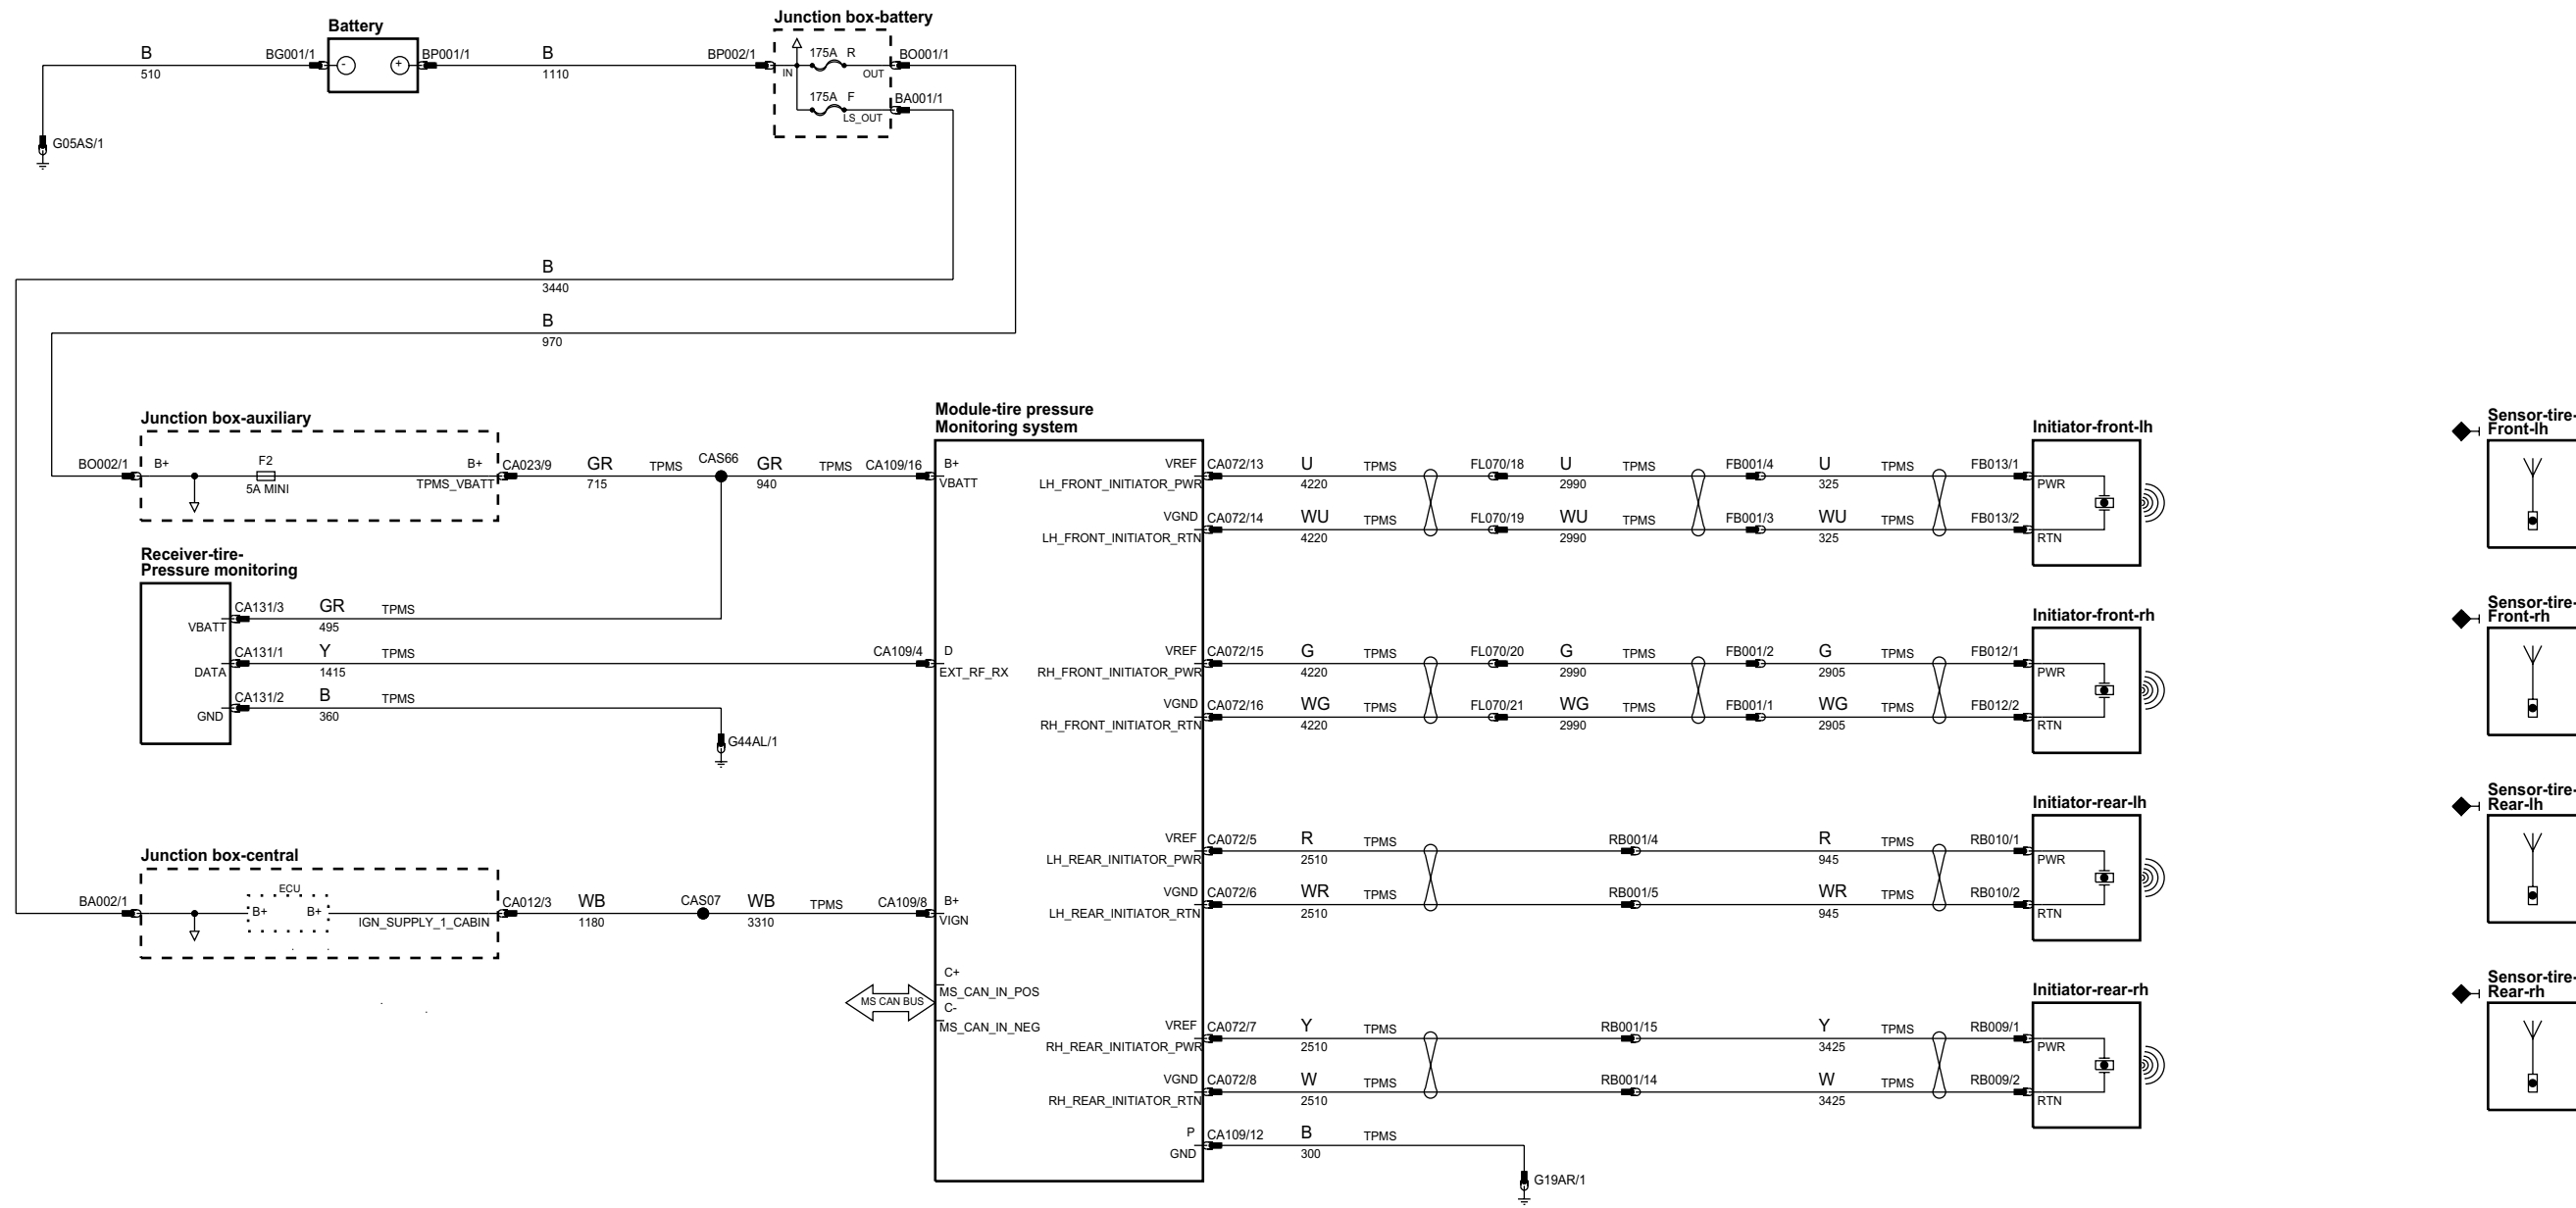 Battery
Junction box-battery
B
510
BG001/1
- +
BP001/1
B
1110
BP002/1
IN
175A R
OUT
BO001/1
175A F
LS_OUT
BA001/1
G05AS/1
B
3440
B
970
Junction box-auxiliary
BO002/1
B+
F2
5A MINI
B+
TPMS_VBATT
CA023/9
GR
715
TPMS
CAS66
GR
940
TPMS
CA109/16
Receiver-tire-
Pressure monitoring
VBATT
CA131/3
GR
495
TPMS
DATA
CA131/1
Y
1415
TPMS
CA109/4
GND
CA131/2
B
360
TPMS
G44AL/1
Junction box-central
BA002/1
ECU
B+ B+
IGN_SUPPLY_1_CABIN
CA012/3
WB
1180
CAS07
WB
3310
TPMS
CA109/8
MS CAN BUS
Module-tire pressure
Monitoring system
B+
VBATT
D
EXT_RF_RX
B+
VIGN
C+
MS_CAN_IN_POS
C-
MS_CAN_IN_NEG
VREF
LH_FRONT_INITIATOR_PWR
CA072/13
U
4220
TPMS
FL070/18
U
2990
TPMS
FB001/4
U
325
TPMS
FB013/1
VGND
LH_FRONT_INITIATOR_RTN
CA072/14
WU
4220
TPMS
FL070/19
WU
2990
TPMS
FB001/3
WU
325
TPMS
FB013/2
Initiator-front-lh
PWR
RTN
VREF
RH_FRONT_INITIATOR_PWR
CA072/15
G
4220
TPMS
FL070/20
G
2990
TPMS
FB001/2
G
2905
TPMS
FB012/1
VGND
RH_FRONT_INITIATOR_RTN
CA072/16
WG
4220
TPMS
FL070/21
WG
2990
TPMS
FB001/1
WG
2905
TPMS
FB012/2
Initiator-front-rh
PWR
RTN
VREF
LH_REAR_INITIATOR_PWR
CA072/5
R
2510
TPMS
RB001/4
R
945
TPMS
RB010/1
VGND
LH_REAR_INITIATOR_RTN
CA072/6
WR
2510
TPMS
RB001/5
WR
945
TPMS
RB010/2
Initiator-rear-lh
PWR
RTN
VREF
RH_REAR_INITIATOR_PWR
CA072/7
Y
2510
TPMS
RB001/15
Y
3425
TPMS
RB009/1
VGND
RH_REAR_INITIATOR_RTN
CA072/8
W
2510
TPMS
RB001/14
W
3425
TPMS
RB009/2
Initiator-rear-rh
PWR
RTN
P
GND
CA109/12
B
300
TPMS
G19AR/1
Sensor-tire-
Front-lh
Sensor-tire-
Front-rh
Sensor-tire-
Rear-lh
Sensor-tire-
Rear-rh